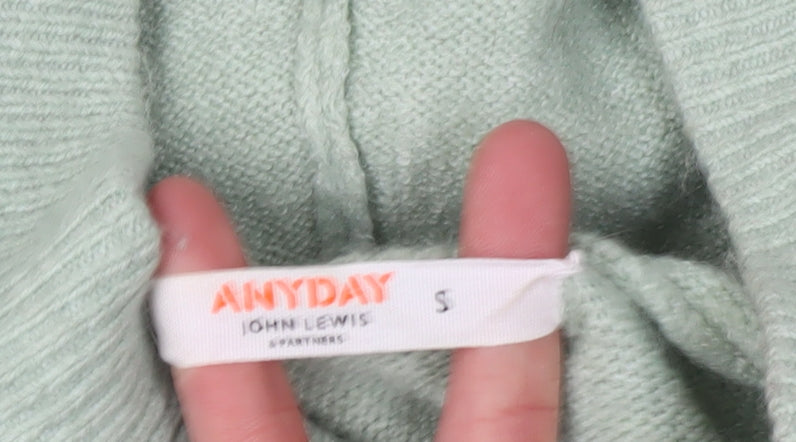 ANYDAY
JOHN LEWIS
& PARTNERS
S